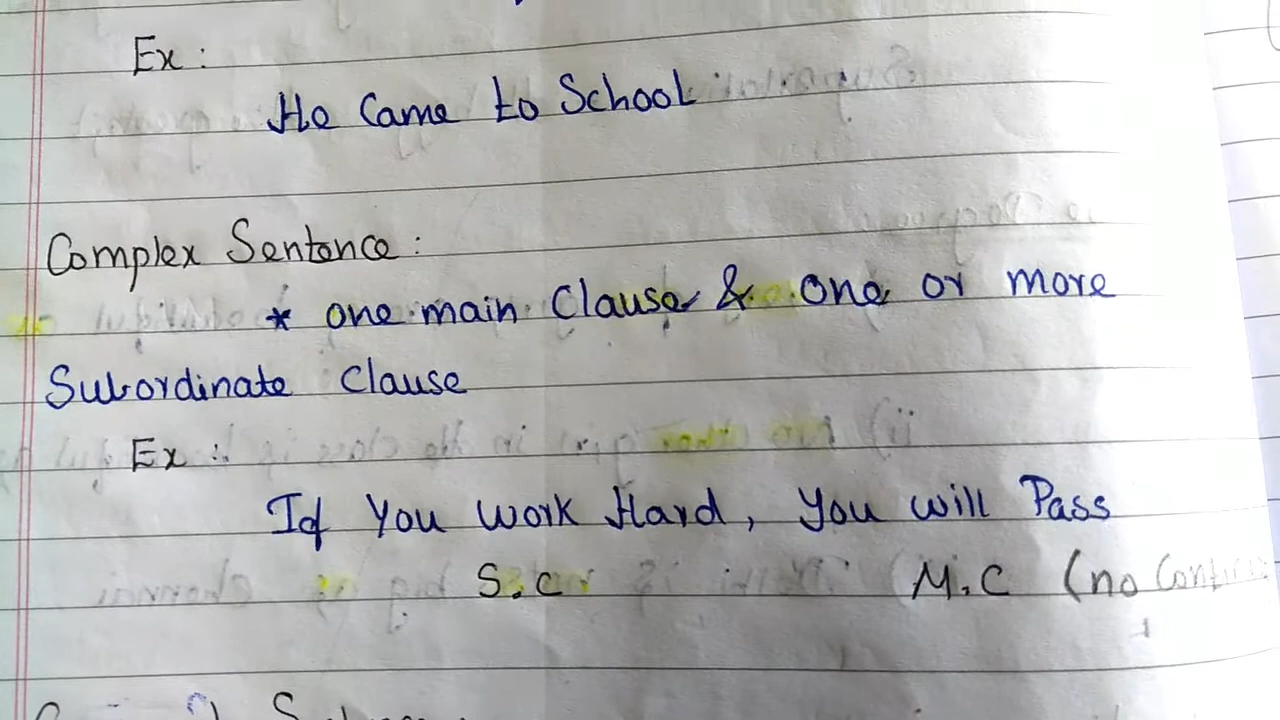 Ex :
He Came to School
Complex Sentence :
* one main Clause & one or more
Subordinate Clause
Ex :
If You work Hard, You will Pass
S.C M.C (no